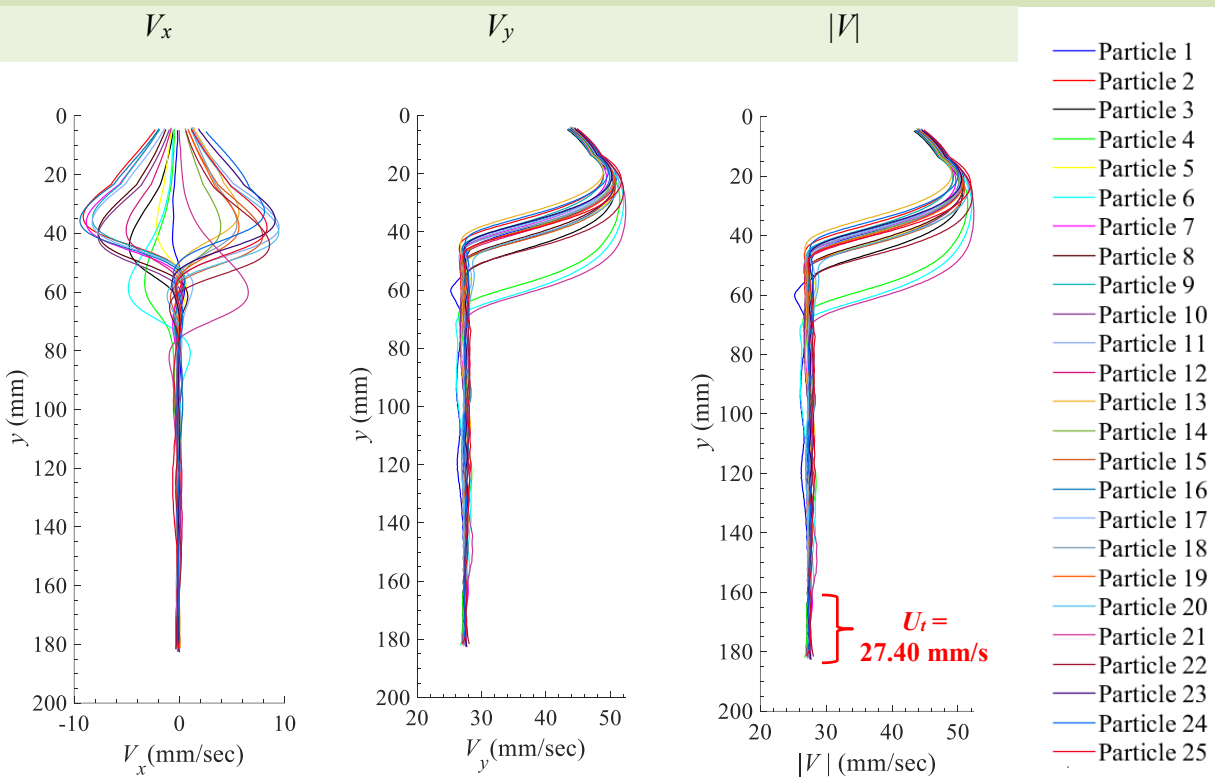 Vx
Vy
|V|
0
20
40
60
80
100
120
140
160
180
200
y (mm)
-10
0
10
Vx (mm/sec)
0
20
40
60
80
100
120
140
160
180
200
y (mm)
20
30
40
50
Vy (mm/sec)
0
20
40
60
80
100
120
140
160
180
200
y (mm)
20
30
40
50
|V| (mm/sec)
Ut =
27.40 mm/s
Particle 1
Particle 2
Particle 3
Particle 4
Particle 5
Particle 6
Particle 7
Particle 8
Particle 9
Particle 10
Particle 11
Particle 12
Particle 13
Particle 14
Particle 15
Particle 16
Particle 17
Particle 18
Particle 19
Particle 20
Particle 21
Particle 22
Particle 23
Particle 24
Particle 25